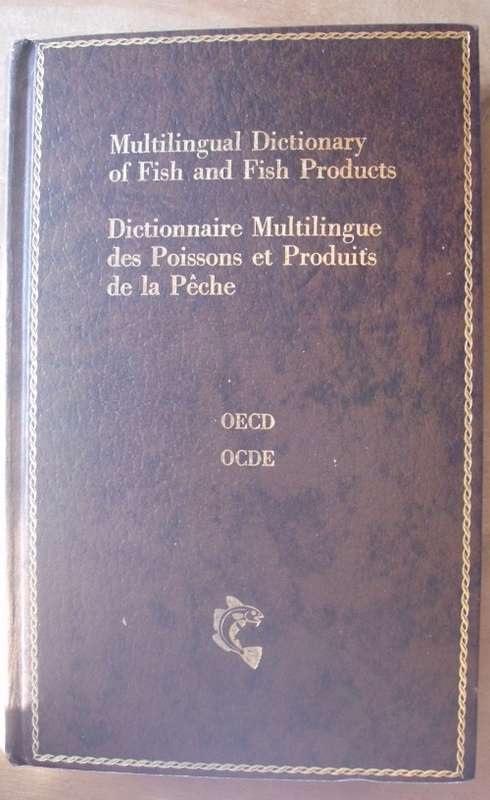 Multilingual Dictionary
of Fish and Fish Products
Dictionnaire Multilingue
des Poissons et Produits
de la Pêche
OECD
OCDE